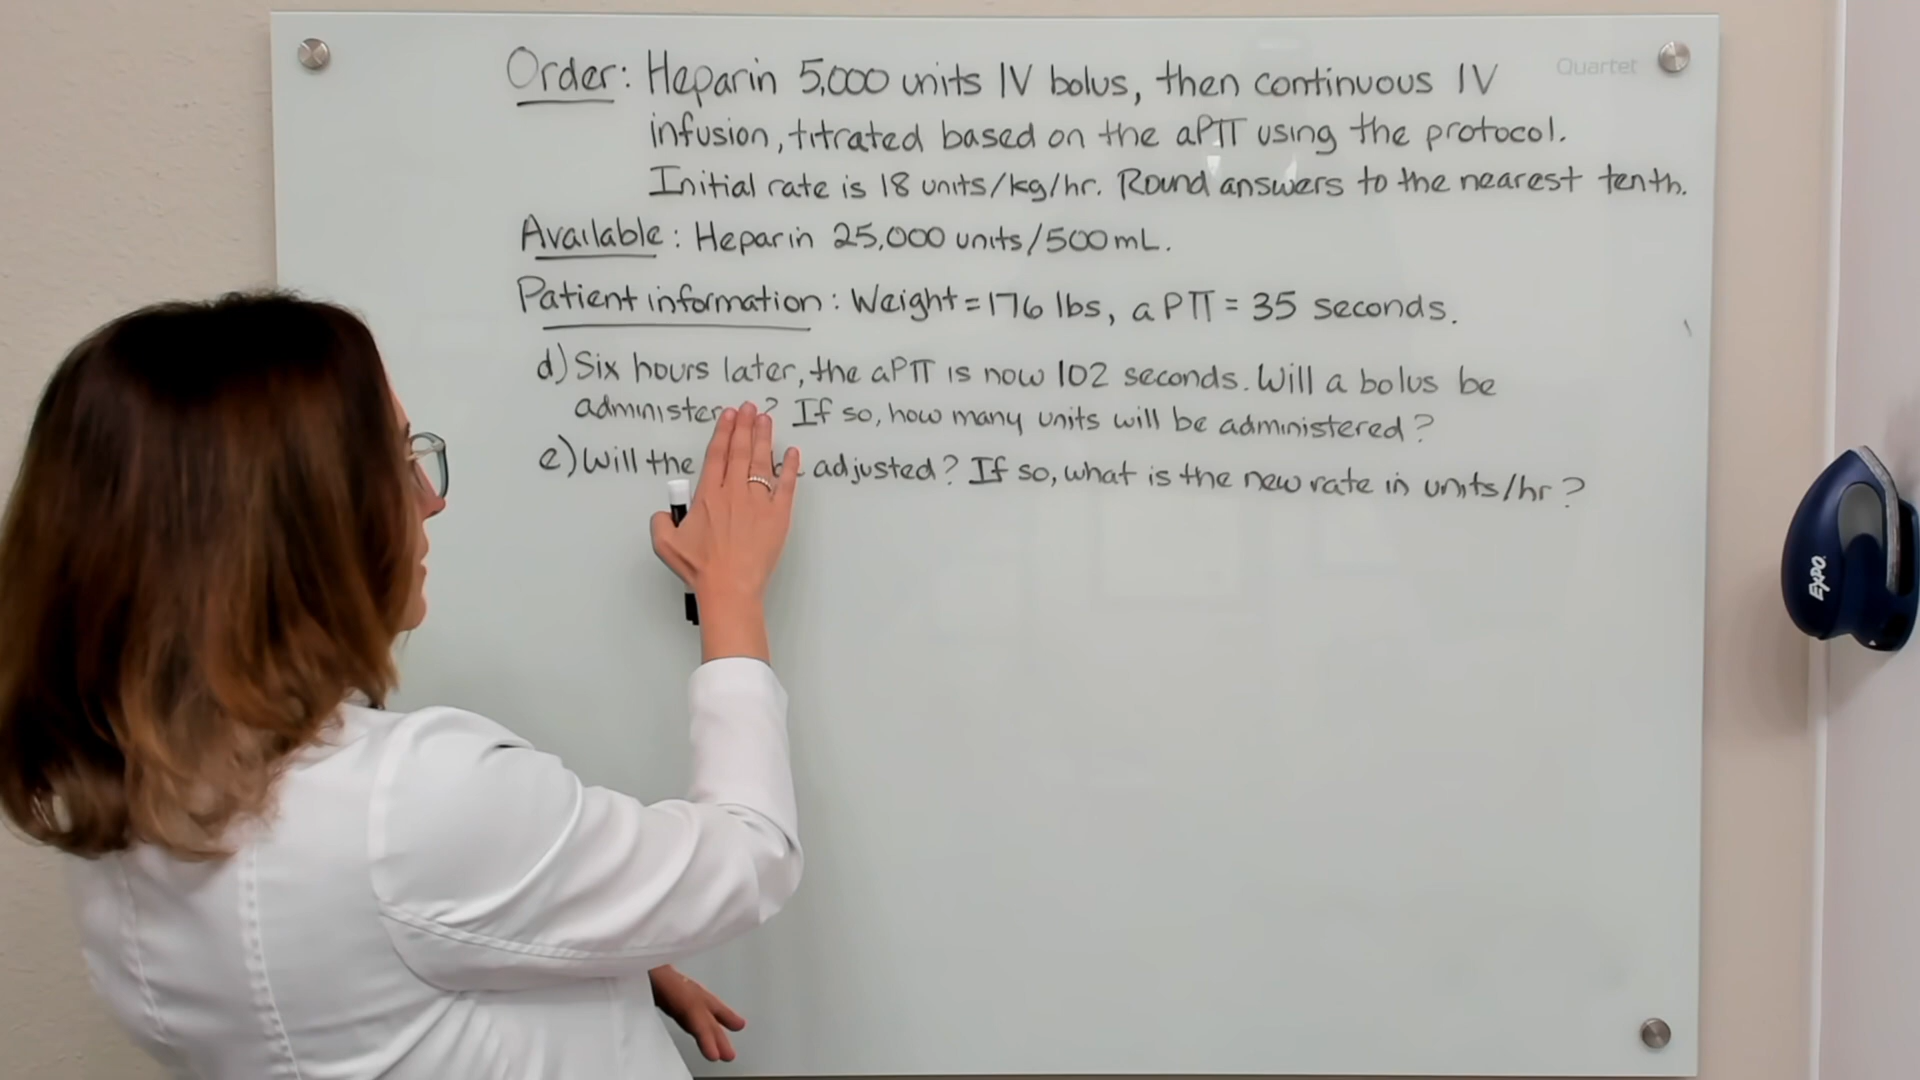 Quartet
Order: Heparin 5,000 units IV bolus, then continuous IV
infusion, titrated based on the aPTT using the protocol.
Initial rate is 18 units/kg/hr. Round answers to the nearest tenth.
Available: Heparin 25,000 units/500 mL.
Patient information: Weight = 176 lbs, aPTT = 35 seconds.
d) Six hours later, the aPTT is now 102 seconds. Will a bolus be
? If so, how many units will be administered?
e) Will the adjusted? If so, what is the new rate in units/hr?
EXPO